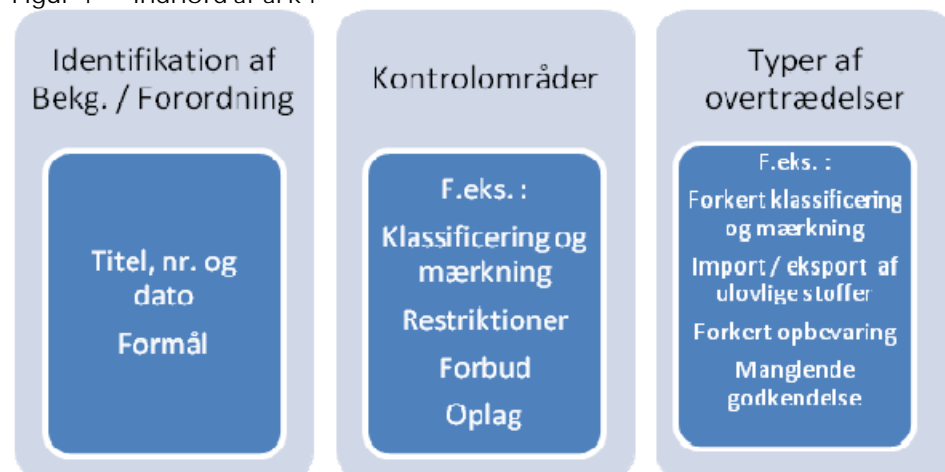 Identifikation af
Bekg. / Forordning
Titel, nr. og
dato
Formål
Kontrolområder
F.eks. :
Klassificering og
mærkning
Restriktioner
Forbud
Oplag
Typer af
overtrædelser
F.eks. :
Forkert klassificering
og mærkning
Import / eksport af
ulovlige stoffer
Forkert opbevaring
Manglende
godkendelse